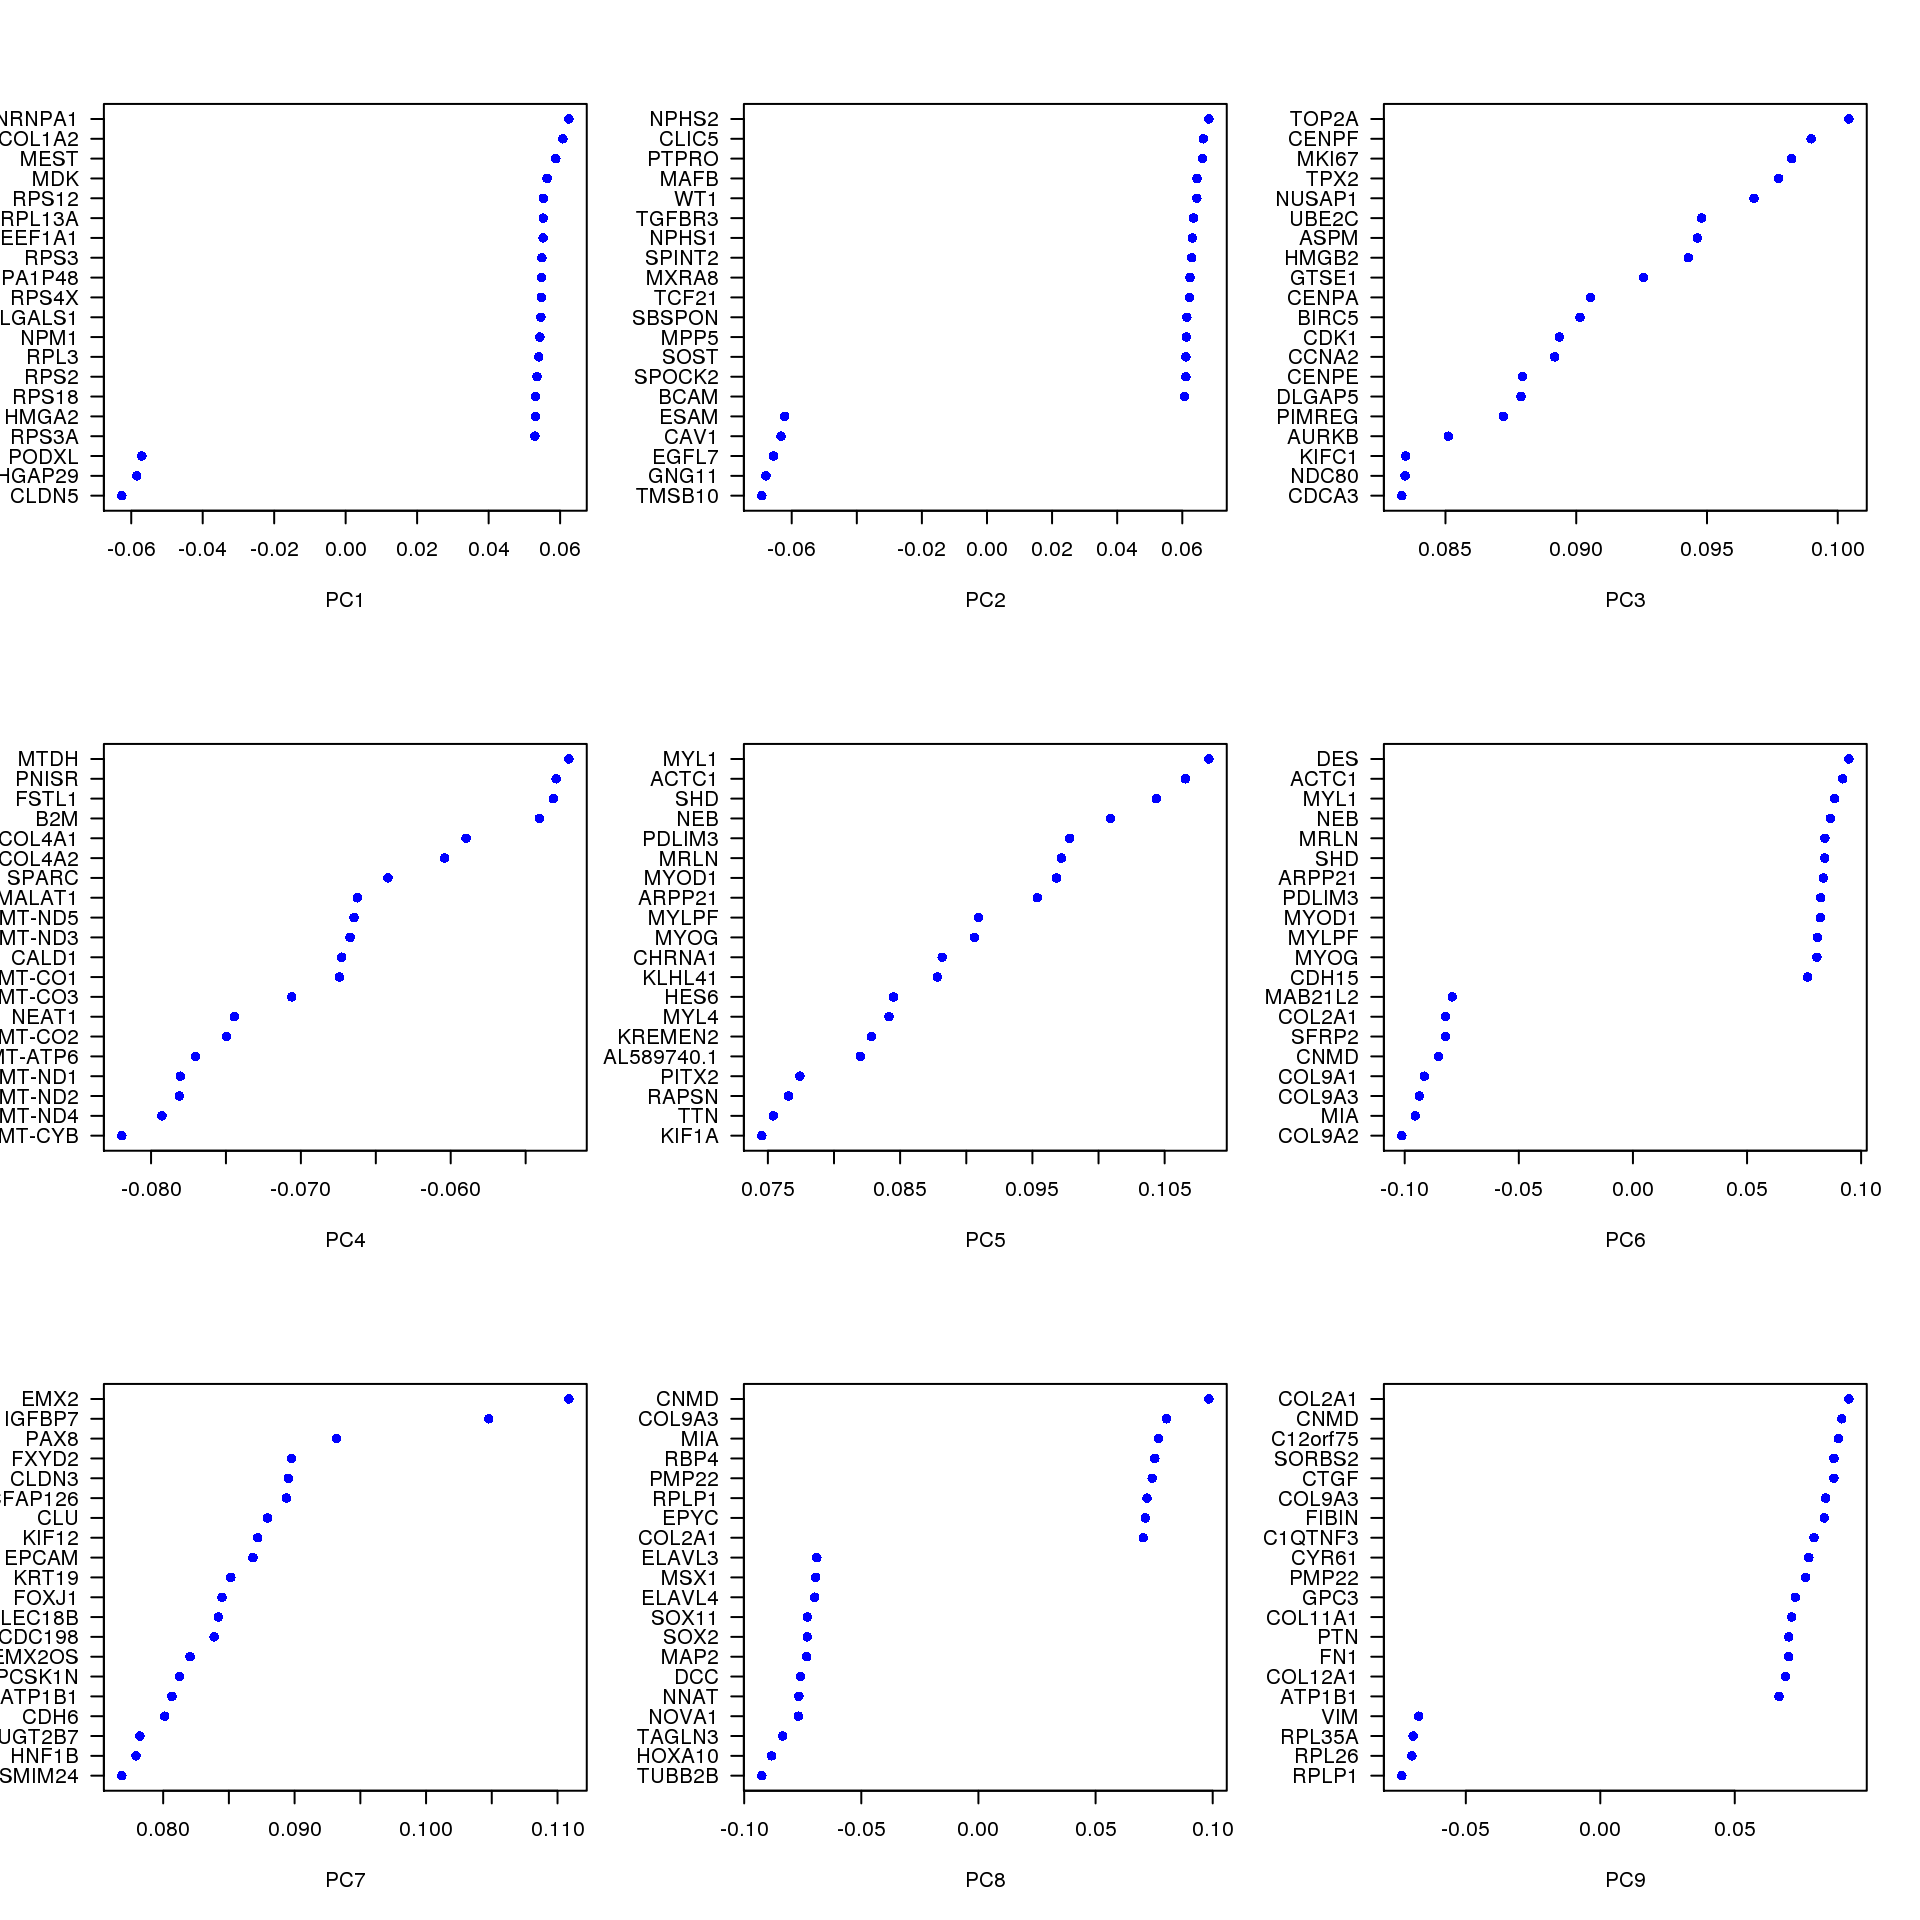 NRNPA1
COL1A2
MEST
MDK
RPS12
RPL13A
EEF1A1
RPS3
PA1P48
RPS4X
LGALS1
NPM1
RPL3
RPS2
RPS18
HMGA2
RPS3A
PODXL
HGAP29
CLDN5
-0.06 -0.04 -0.02 0.00 0.02 0.04 0.06
PC1
NPHS2
CLIC5
PTPRO
MAFB
WT1
TGFBR3
NPHS1
SPINT2
MXRA8
TCF21
SBSPON
MPP5
SOST
SPOCK2
BCAM
ESAM
CAV1
EGFL7
GNG11
TMSB10
-0.06 -0.02 0.00 0.02 0.04 0.06
PC2
TOP2A
CENPF
MKI67
TPX2
NUSAP1
UBE2C
ASPM
HMGB2
GTSE1
CENPA
BIRC5
CDK1
CCNA2
CENPE
DLGAP5
PIMREG
AURKB
KIFC1
NDC80
CDCA3
0.085 0.090 0.095 0.100
PC3
MTDH
PNISR
FSTL1
B2M
COL4A1
COL4A2
SPARC
MALAT1
MT-ND5
MT-ND3
CALD1
MT-CO1
MT-CO3
NEAT1
MT-CO2
MT-ATP6
MT-ND1
MT-ND2
MT-ND4
MT-CYB
-0.080 -0.070 -0.060
PC4
MYL1
ACTC1
SHD
NEB
PDLIM3
MRLN
MYOD1
ARPP21
MYLPF
MYOG
CHRNA1
KLHL41
HES6
MYL4
KREMEN2
AL589740.1
PITX2
RAPSN
TTN
KIF1A
0.075 0.085 0.095 0.105
PC5
DES
ACTC1
MYL1
NEB
MRLN
SHD
ARPP21
PDLIM3
MYOD1
MYLPF
MYOG
CDH15
MAB21L2
COL2A1
SFRP2
CNMD
COL9A1
COL9A3
MIA
COL9A2
-0.10 -0.05 0.00 0.05 0.10
PC6
EMX2
IGFBP7
PAX8
FXYD2
CLDN3
FAP126
CLU
KIF12
EPCAM
KRT19
FOXJ1
LEC18B
CDC198
EMX2OS
PCSK1N
ATP1B1
CDH6
UGT2B7
HNF1B
SMIM24
0.080 0.090 0.100 0.110
PC7
CNMD
COL9A3
MIA
RBP4
PMP22
RPLP1
EPYC
COL2A1
ELAVL3
MSX1
ELAVL4
SOX11
SOX2
MAP2
DCC
NNAT
NOVA1
TAGLN3
HOXA10
TUBB2B
-0.10 -0.05 0.00 0.05 0.10
PC8
COL2A1
CNMD
C12orf75
SORBS2
CTGF
COL9A3
FIBIN
C1QTNF3
CYR61
PMP22
GPC3
COL11A1
PTN
FN1
COL12A1
ATP1B1
VIM
RPL35A
RPL26
RPLP1
-0.05 0.00 0.05
PC9